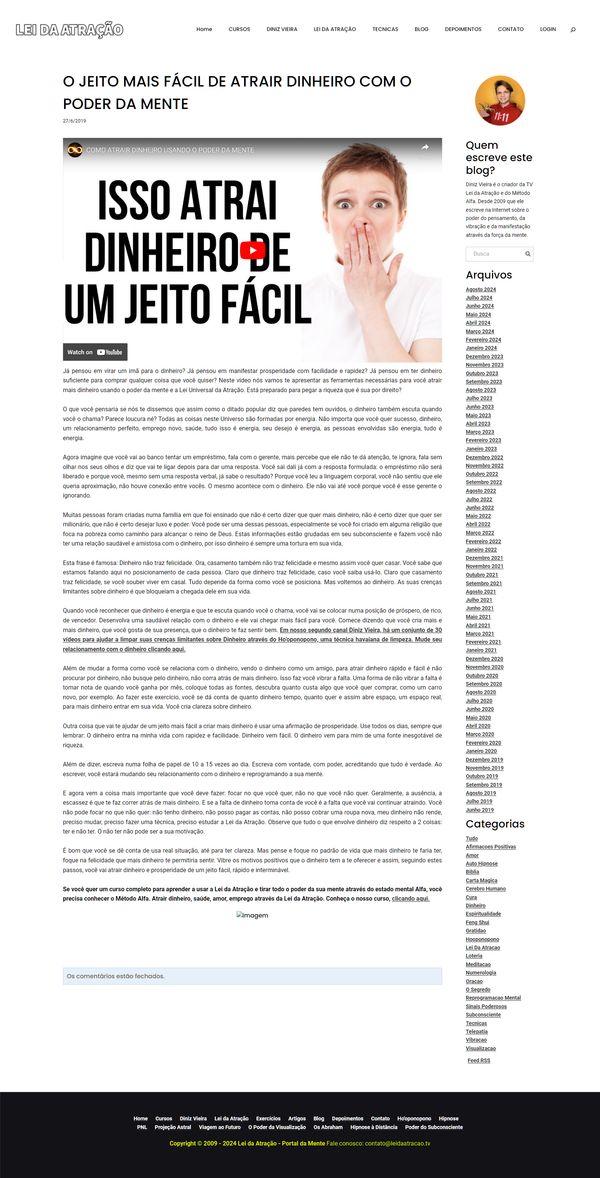 LEI DA ATRAÇÃO
Home CURSOS DINIZ VIEIRA LEI DA ATRAÇÃO TECNICAS BLOG DEPOIMENTOS CONTATO LOGIN
O JEITO MAIS FÁCIL DE ATRAIR DINHEIRO COM O
PODER DA MENTE
27/6/2019
COMO ATRAIR DINHEIRO USANDO O PODER DA MENTE
ISSO ATRAI
DINHEIRO DE
UM JEITO FÁCIL
Watch on YouTube
Já pensou em virar um imã para o dinheiro? Já pensou em manifestar prosperidade com facilidade e rapidez? Já pensou em ter dinheiro
suficiente para comprar qualquer coisa que você quiser? Neste vídeo nós vamos te apresentar as ferramentas necessárias para você atrair
mais dinheiro usando o poder da mente e a Lei Universal da Atração. Está preparado para pegar a riqueza que é sua por direito?
O que você pensaria se nós te dissemos que assim como o ditado popular diz que paredes tem ouvidos, o dinheiro também escuta quando
você o chama? Parece loucura né? Todas as coisas neste Universo são formadas por energia. Não importa que você quer sucesso, dinheiro,
um relacionamento perfeito, emprego novo, saúde, tudo isso é energia, seu desejo é energia, as pessoas envolvidas são energia, tudo é
energia.
Agora imagine que você vai ao banco tentar um empréstimo, fala com o gerente, mais percebe que ele não te dá atenção, te ignora, fala sem
olhar nos seus olhos e diz que vai te ligar depois para dar uma resposta. Você sai dali já com a resposta formulada: o empréstimo não será
liberado e porque você, mesmo sem uma resposta verbal, já sabe o resultado? Porque você leu a linguagem corporal, você não sentiu que ele
queria aproximação, não houve conexão entre vocês. O mesmo acontece com o dinheiro. Ele não vai até você porque você é esse gerente o
ignorando.
Muitas pessoas foram criadas numa família em que foi ensinado que não é certo dizer que quer mais dinheiro, não é certo dizer que quer ser
milionário, que não é certo desejar luxo e poder. Você pode ser uma dessas pessoas, especialmente se você foi criado em alguma religião que
foca na pobreza como caminho para alcançar o reino de Deus. Estas informações estão grudadas em seu subconsciente e fazem você não
ter uma relação saudável e amistosa com o dinheiro, por isso dinheiro é sempre uma tortura em sua vida,
Esta frase é famosa: Dinheiro não traz felicidade. Ora, casamento também não traz felicidade e mesmo assim você quer casar. Você sabe que
estamos falando aqui no posicionamento de cada pessoa. Claro que dinheiro traz felicidade, caso você saiba usá-lo. Claro que casamento
traz felicidade, se você souber viver em casal. Tudo depende da forma como você se posiciona. Mas voltemos ao dinheiro. As suas crenças
limitantes sobre dinheiro é que bloqueiam a chegada dele em sua vida.
Quando você reconhecer que dinheiro é energia e que te escuta quando você o chama, você vai se colocar numa posição de próspero, de rico,
de vencedor. Desenvolva uma saudável relação com o dinheiro e ele vai chegar mais fácil para você. Comece dizendo que você cria mais e
mais dinheiro, que você gosta de sua presença, que o dinheiro te faz sentir bem. Em nosso segundo canal Diniz Vieira, há um conjunto de 30
vídeos para ajudar a limpar suas crenças limitantes sobre Dinheiro através do Ho'oponopono, uma técnica havaiana de limpeza. Mude seu
relacionamento com o dinheiro clicando aqui.
Além de mudar a forma como você se relaciona com o dinheiro, vendo o dinheiro como um amigo, para atrair dinheiro rápido e fácil é não
procurar por dinheiro, não busque pelo dinheiro, não corra atrás de mais dinheiro. Isso faz você vibrar a falta. Uma forma de não vibrar a falta é
tomar nota de quando você ganha por mês, coloque todas as fontes, descubra quanto custa algo que você quer comprar, como um carro
novo, por exemplo. Ao fazer este exercício, você se dá conta de quanto dinheiro tempo, quanto quer e assim abre espaço, um espaço real,
para mais dinheiro entrar em sua vida. Você cria clareza sobre dinheiro.
Outra coisa que vai te ajudar de um jeito mais fácil a criar mais dinheiro é usar uma afirmação de prosperidade. Use todos os dias, sempre que
lembrar: O dinheiro entra na minha vida com rapidez e facilidade. Dinheiro vem fácil. O dinheiro vem para mim de uma fonte inesgotável de
riqueza.
Além de dizer, escreva numa folha de papel de 10 a 15 vezes ao dia. Escreva com vontade, com poder, acreditando que tudo é verdade. Ao
escrever, você estará mudando seu relacionamento com o dinheiro e reprogramando a sua mente.
E agora vem a coisa mais importante que você deve fazer: focar no que você quer, não no que você não quer. Geralmente, a ausência, a
escassez é que te faz correr atrás de mais dinheiro. E se a falta de dinheiro toma conta de você é a falta que você vai continuar atraindo. Você
não pode focar no que não quer: não tenho dinheiro, não posso pagar as contas, não posso cobrar uma roupa nova, meu dinheiro não rende,
preciso mudar, preciso fazer uma técnica, preciso estudar a Lei da Atração. Observe que tudo o que envolve dinheiro diz respeito a 2 coisas:
ter e não ter. O não ter não pode ser a sua motivação.
É bom que você se dê conta de usa real situação, até para ter clareza. Mas pense e foque no padrão de vida que mais dinheiro te faria ter,
foque na felicidade que mais dinheiro te permitiria sentir. Vibre os motivos positivos que o dinheiro tem a te oferecer e assim, seguindo estes
passos, você vai atrair dinheiro e prosperidade de um jeito fácil, rápido e interminável.
Se você quer um curso completo para aprender a usar a Lei da Atração e tirar todo o poder da sua mente através do estado mental Alfa, você
precisa conhecer o Método Alfa. Atrair dinheiro, saúde, amor, emprego através da Lei da Atração. Conheça o nosso curso, clicando aqui.
Imagem
Os comentários estão fechados.
11:11
Quem
escreve este
blog?
Diniz Vieira é o criador da TV
Lei da Atração e do Método
Alfa. Desde 2009 que ele
escreve na Internet sobre o
poder do pensamento, da
vibração e da manifestação
através da força da mente.
Busca
Arquivos
Agosto 2024
Julho 2024
Junho 2024
Maio 2024
Abril 2024
Março 2024
Fevereiro 2024
Janeiro 2024
Dezembro 2023
Novembro 2023
Outubro 2023
Setembro 2023
Agosto 2023
Julho 2023
Junho 2023
Maio 2023
Abril 2023
Março 2023
Fevereiro 2023
Janeiro 2023
Dezembro 2022
Novembro 2022
Outubro 2022
Setembro 2022
Agosto 2022
Julho 2022
Junho 2022
Maio 2022
Abril 2022
Março 2022
Fevereiro 2022
Janeiro 2022
Dezembro 2021
Novembro 2021
Outubro 2021
Setembro 2021
Agosto 2021
Julho 2021
Junho 2021
Maio 2021
Abril 2021
Março 2021
Fevereiro 2021
Janeiro 2021
Dezembro 2020
Novembro 2020
Outubro 2020
Setembro 2020
Agosto 2020
Julho 2020
Junho 2020
Maio 2020
Abril 2020
Março 2020
Fevereiro 2020
Janeiro 2020
Dezembro 2019
Novembro 2019
Outubro 2019
Setembro 2019
Agosto 2019
Julho 2019
Junho 2019
Categorias
Tudo
Afirmacoes Positivas
Amor
Auto Hipnose
Biblia
Carta Magica
Cerebro Humano
Cura
Dinheiro
Espiritualidade
Feng Shui
Gratidao
Hooponopono
Lei Da Atracao
Loteria
Meditacao
Numerologia
Oracao
O Segredo
Reprogramacao Mental
Sinais Poderosos
Subconsciente
Tecnicas
Telepatia
Vibracao
Visualizacao
Feed RSS
Home Cursos Diniz Vieira Lei da Atração Exercícios Artigos Blog Depoimentos Contato Ho'oponopono Hipnose
PNL Projeção Astral Viagem ao Futuro O Poder da Visualização Os Abraham Hipnose à Distância Poder do Subconsciente
Copyright © 2009 - 2024 Lei da Atração - Portal da Mente Fale conosco: contato@leidaatracao.tv